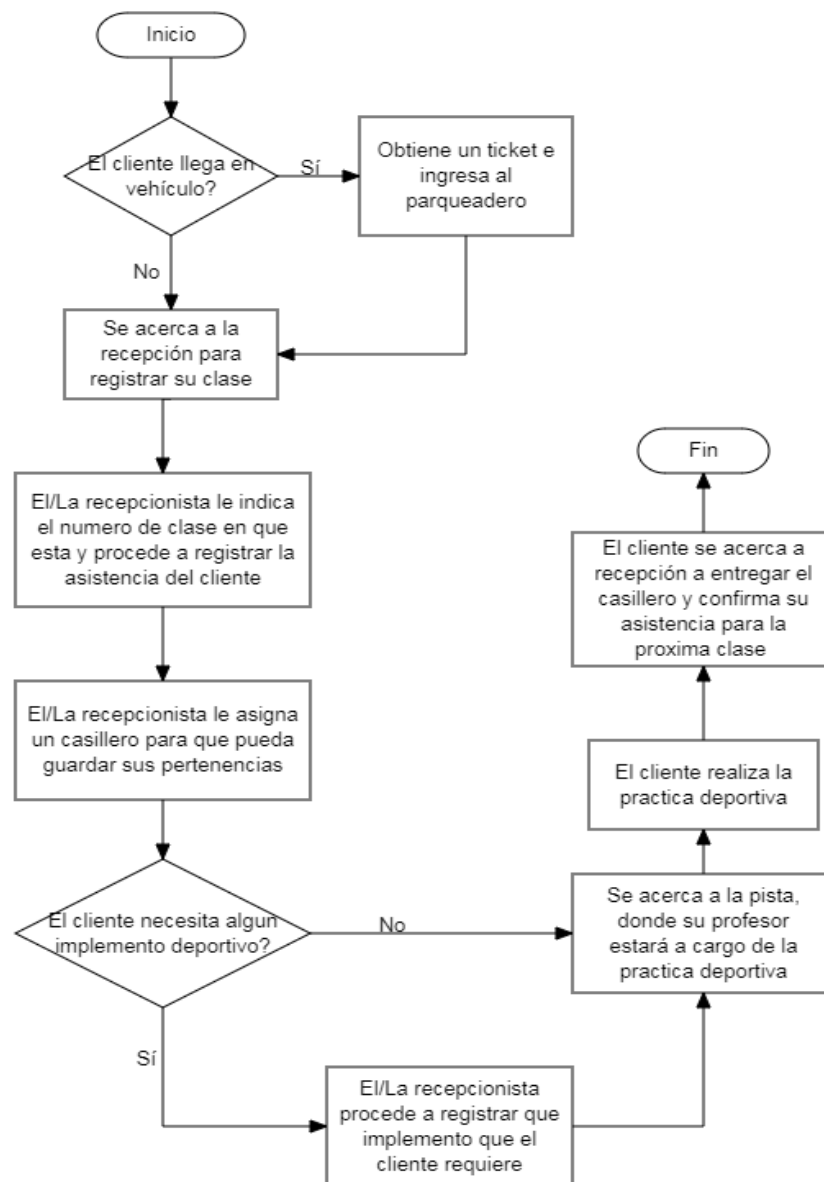 Inicio
El cliente llega en
vehículo?
Sí
Obtiene un ticket e
ingresa al
parqueadero
No
Se acerca a la
recepción para
registrar su clase
El/La recepcionista le indica
el numero de clase en que
esta y procede a registrar la
asistencia del cliente
El/La recepcionista le asigna
un casillero para que pueda
guardar sus pertenencias
El cliente necesita algun
implemento deportivo?
No
Sí
El/La recepcionista
procede a registrar que
implemento que el
cliente requiere
Se acerca a la pista,
donde su profesor
estará a cargo de la
practica deportiva
El cliente realiza la
practica deportiva
El cliente se acerca a
recepción a entregar el
casillero y confirma su
asistencia para la
proxima clase
Fin